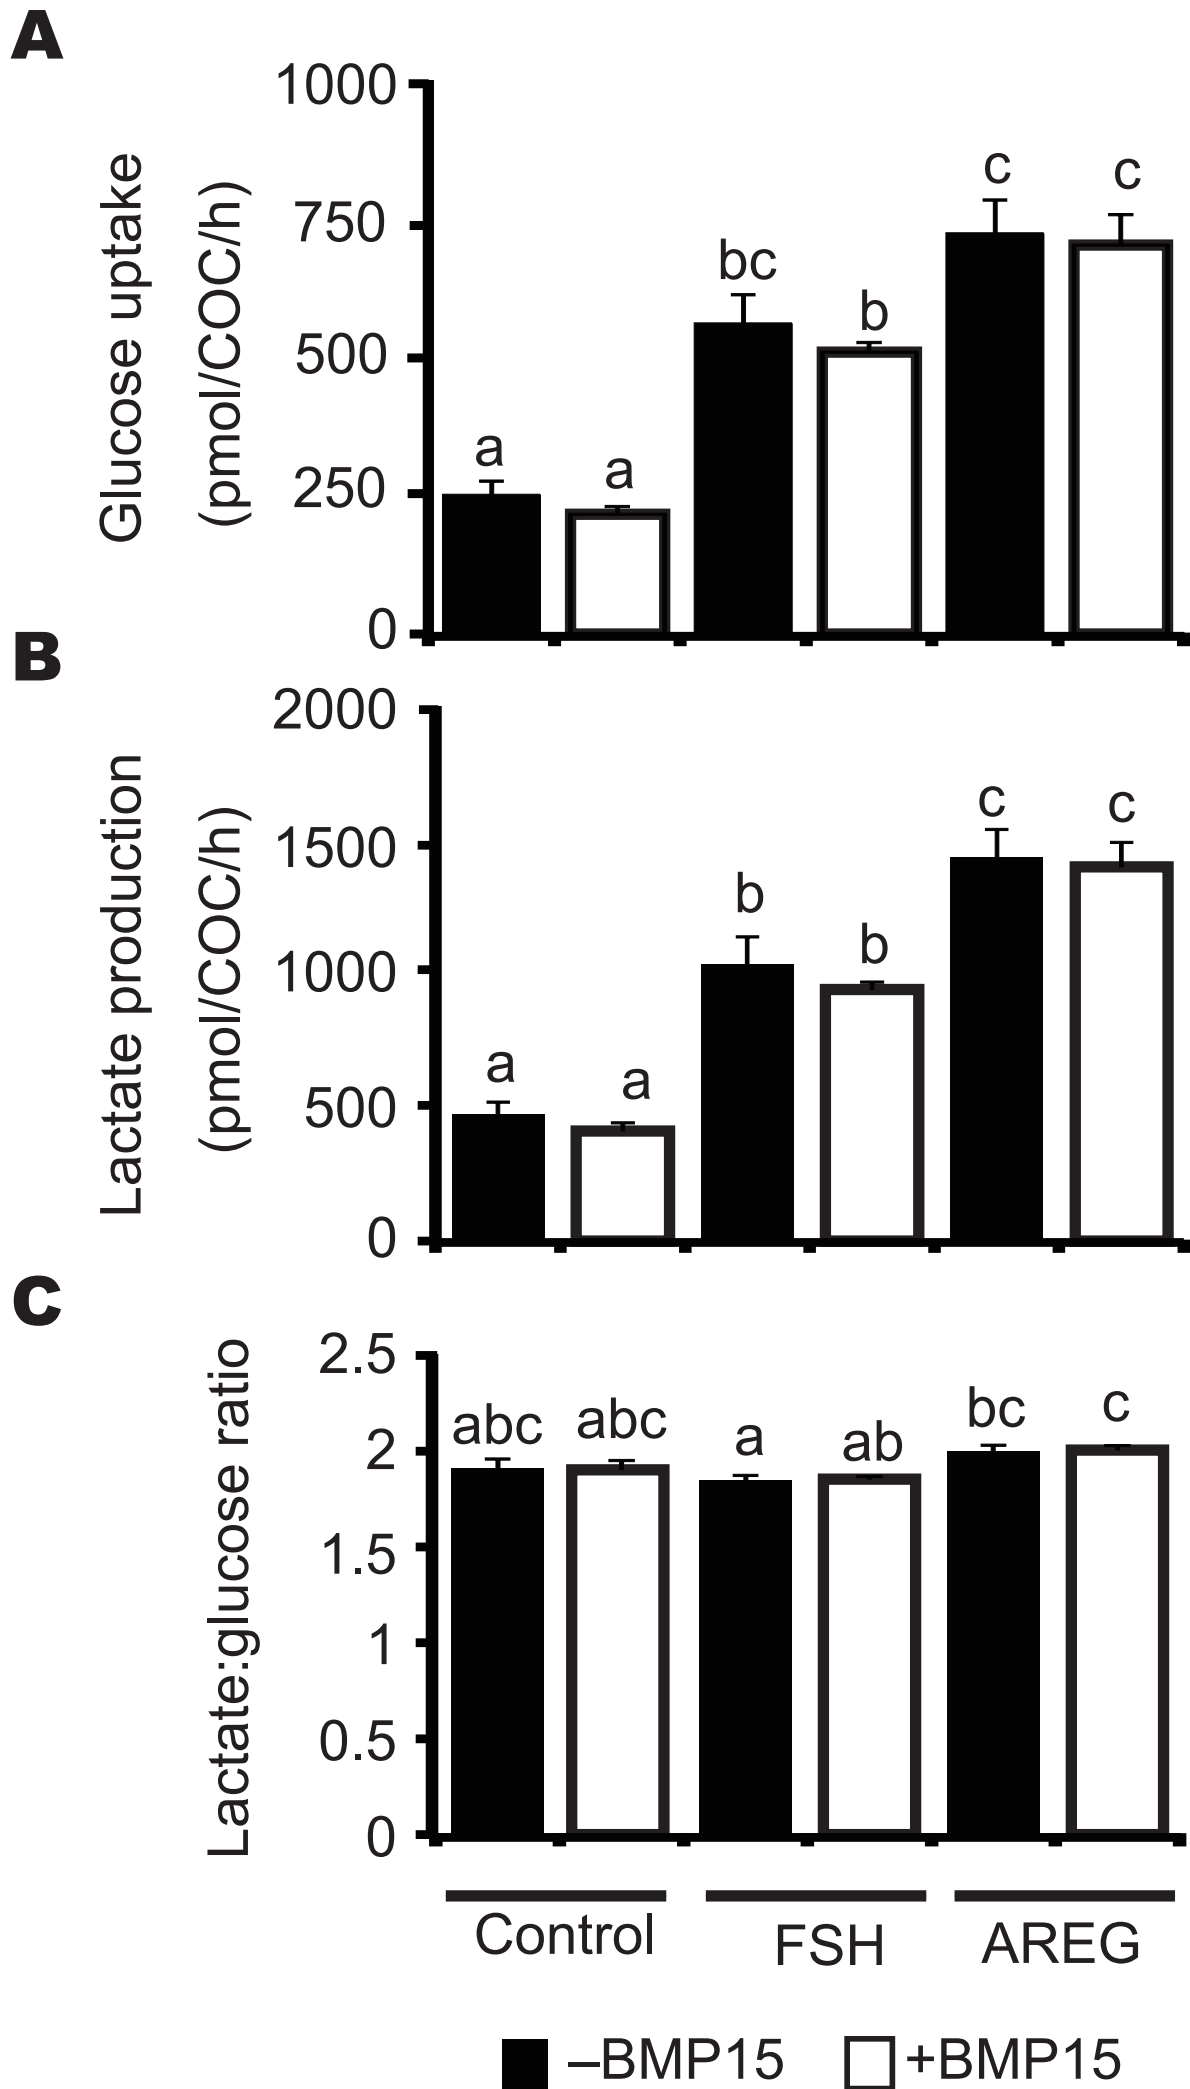 A
Glucose uptake
(pmol/COC/h)
1000
750
500
250
0
a
a
bc
b
c
c
B
Lactate production
(pmol/COC/h)
2000
1500
1000
500
0
a
a
b
b
c
c
C
Lactate:glucose ratio
2.5
2
1.5
1
0.5
0
abc
abc
a
ab
bc
c
Control
FSH
AREG
–BMP15
+BMP15